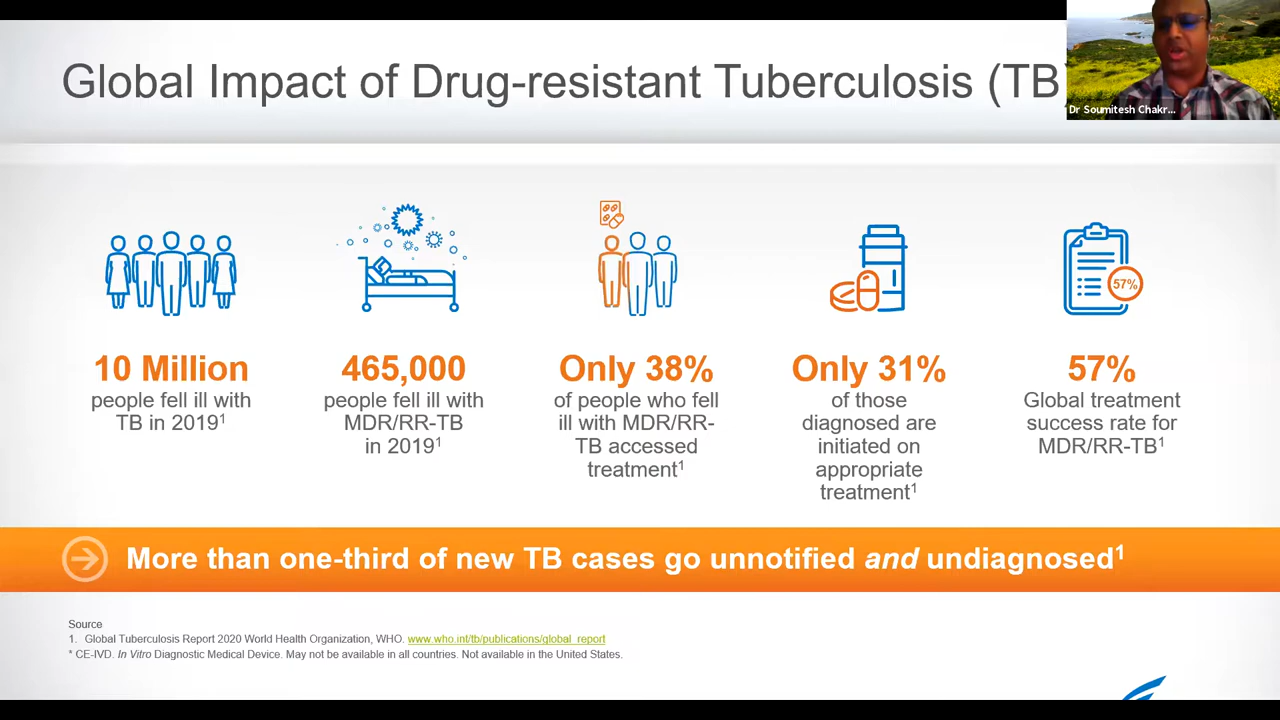 Global Impact of Drug-resistant Tuberculosis (TB)
Dr Soumitesh Chakr...
57%
10 Million
people fell ill with
TB in 2019¹
465,000
people fell ill with
MDR/RR-TB
in 2019¹
Only 38%
of people who fell
ill with MDR/RR-
TB accessed
treatment¹
Only 31%
of those
diagnosed are
initiated on
appropriate
treatment¹
57%
Global treatment
success rate for
MDR/RR-TB¹
More than one-third of new TB cases go unnotified and undiagnosed¹
Source
1. Global Tuberculosis Report 2020 World Health Organization, WHO. www.who.int/tb/publications/global_report
* CE-IVD. In Vitro Diagnostic Medical Device. May not be available in all countries. Not available in the United States.